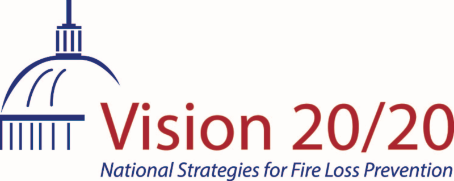 Vision 20/20
National Strategies for Fire Loss Prevention